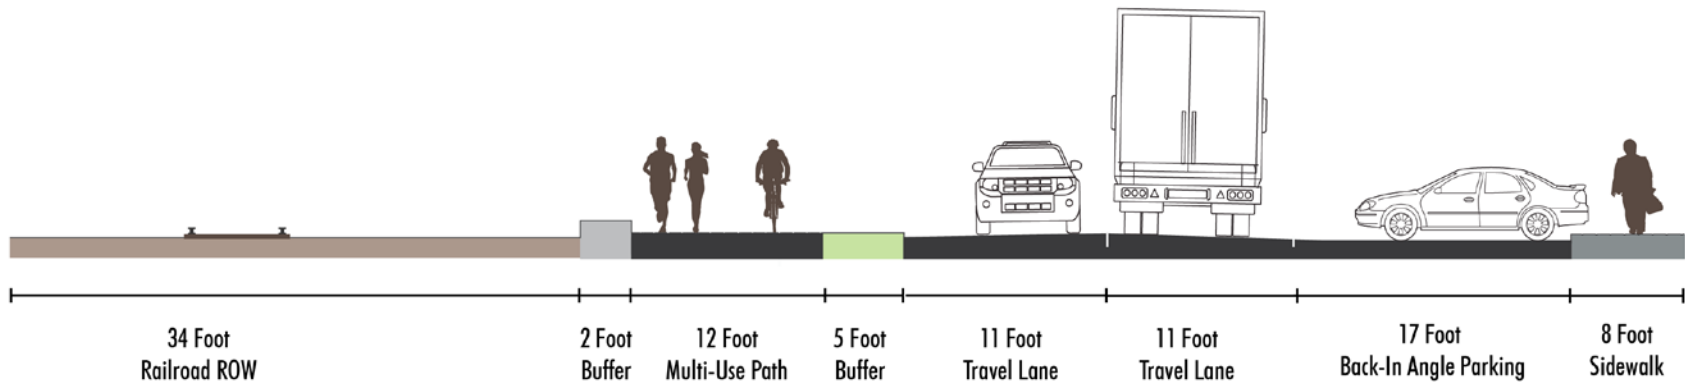 34 Foot
Railroad ROW
2 Foot
Buffer
12 Foot
Multi-Use Path
5 Foot
Buffer
11 Foot
Travel Lane
11 Foot
Travel Lane
17 Foot
Back-In Angle Parking
8 Foot
Sidewalk